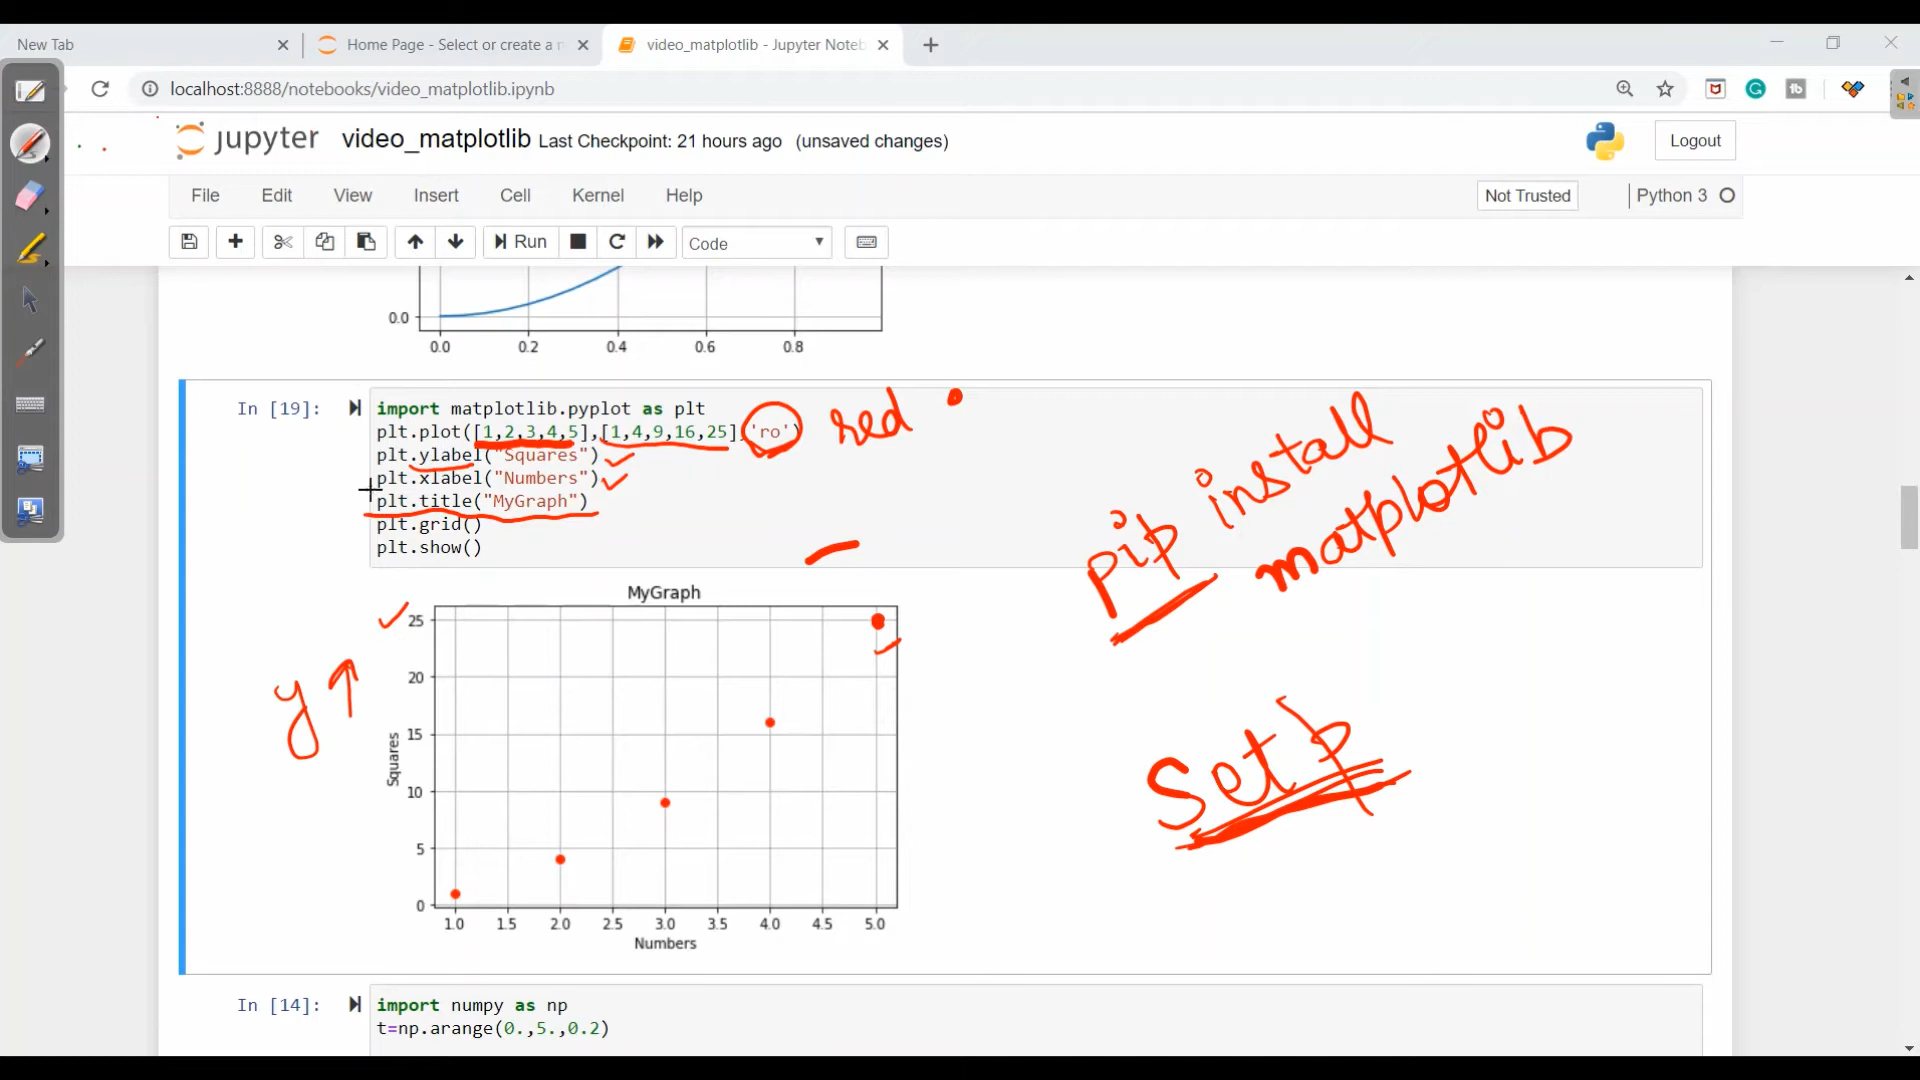 New Tab
Home Page - Select or create a n
video_matplotlib - Jupyter Noteb
localhost:8888/notebooks/video_matplotlib.ipynb
jupyter video_matplotlib Last Checkpoint: 21 hours ago (unsaved changes)
Logout
File Edit View Insert Cell Kernel Help
Not Trusted
Python 3
Run
Code
0.0
0.0 0.2 0.4 0.6 0.8
In [19]:
import matplotlib.pyplot as plt
plt.plot([1,2,3,4,5],[1,4,9,16,25],'ro')
plt.ylabel("Squares")
plt.xlabel("Numbers")
plt.title("MyGraph")
plt.grid()
plt.show()
red
pip install
matplotlib
MyGraph
25
20
15
10
5
0
Squares
y
1.0 1.5 2.0 2.5 3.0 3.5 4.0 4.5 5.0
Numbers
Setp
In [14]:
import numpy as np
t=np.arange(0.,5.,0.2)